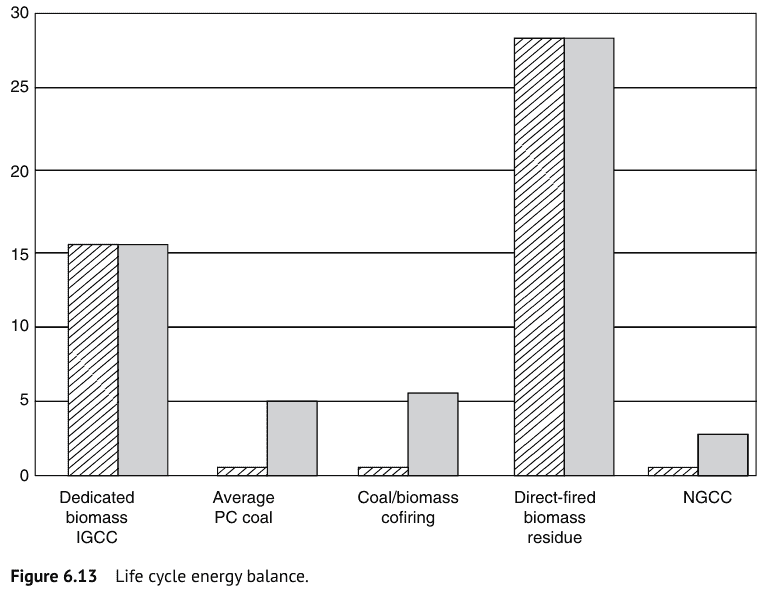 30
25
20
15
10
5
0
Dedicated
biomass
IGCC
Average
PC coal
Coal/biomass
cofiring
Direct-fired
biomass
residue
NGCC
Figure 6.13 Life cycle energy balance.